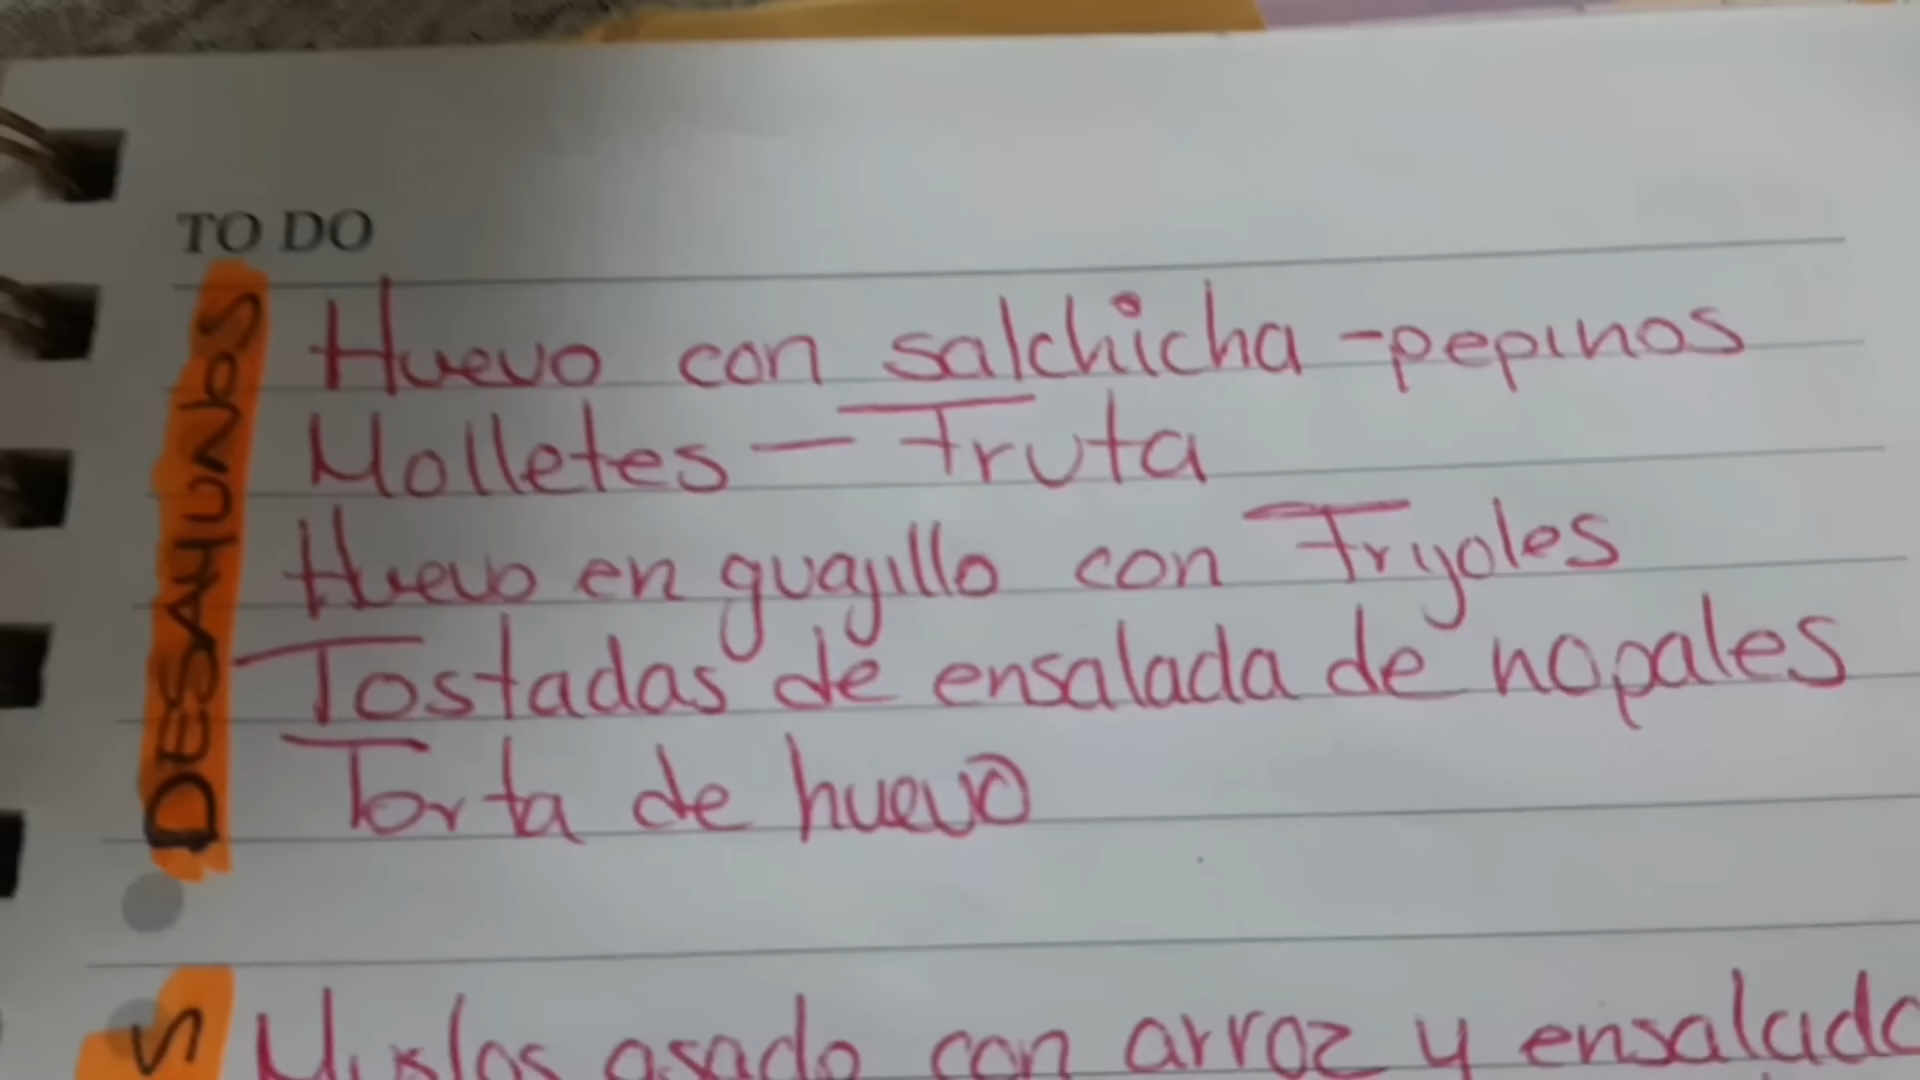 TO DO
DESAYUNOS
Huevo con salchicha - pepinos
Molletes - Fruta
Huevo en guajillo con Frijoles
Tostadas de ensalada de nopales
Torta de huevo
S
asado con arroz y ensalada